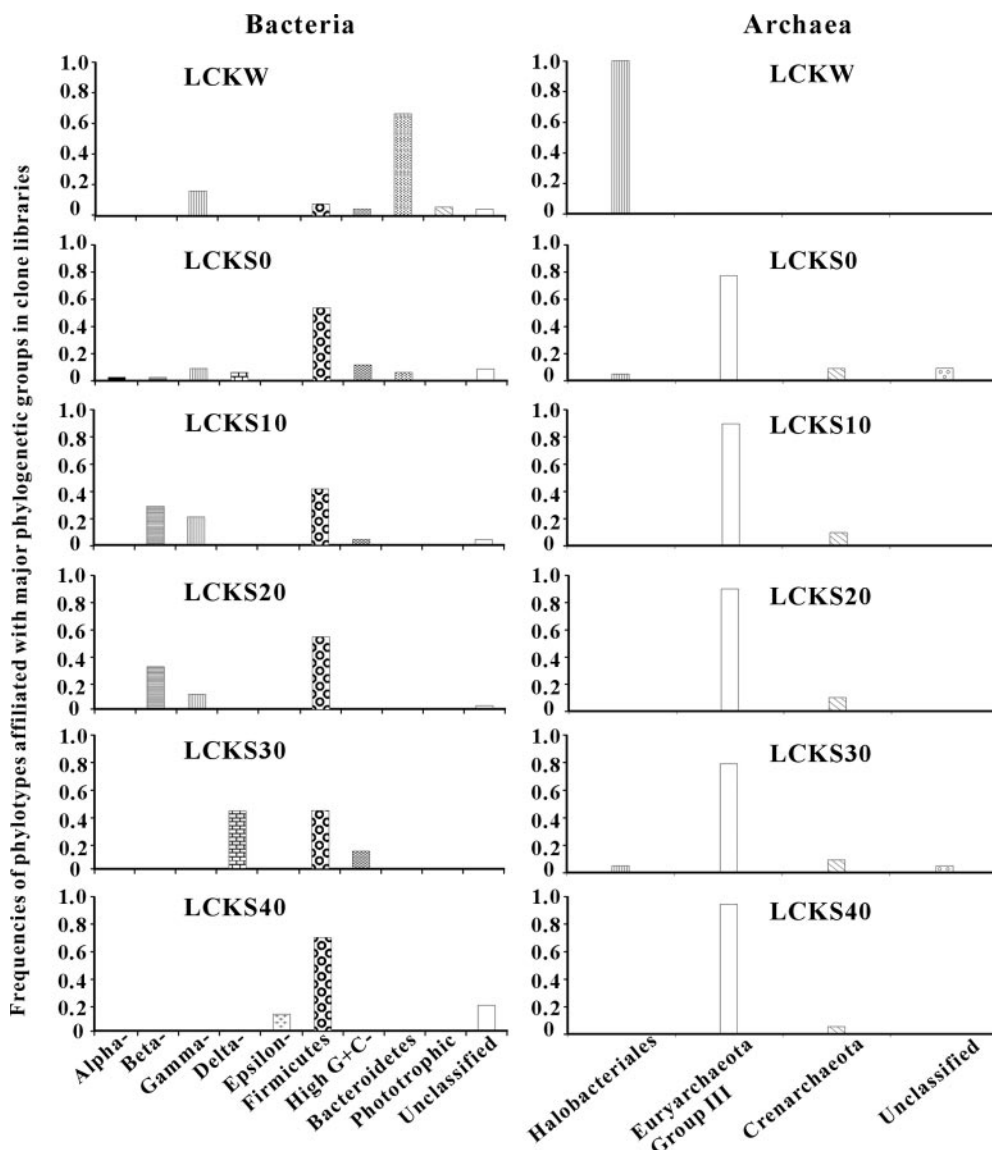 Bacteria
Archaea
Frequencies of phylotypes affiliated with major phylogenetic groups in clone libraries
LCKW
1.0
0.8
0.6
0.4
0.2
0
LCKW
1.0
0.8
0.6
0.4
0.2
0
LCKS0
1.0
0.8
0.6
0.4
0.2
0
LCKS0
1.0
0.8
0.6
0.4
0.2
0
LCKS10
1.0
0.8
0.6
0.4
0.2
0
LCKS10
1.0
0.8
0.6
0.4
0.2
0
LCKS20
1.0
0.8
0.6
0.4
0.2
0
LCKS20
1.0
0.8
0.6
0.4
0.2
0
LCKS30
1.0
0.8
0.6
0.4
0.2
0
LCKS30
1.0
0.8
0.6
0.4
0.2
0
LCKS40
1.0
0.8
0.6
0.4
0.2
0
LCKS40
1.0
0.8
0.6
0.4
0.2
0
Alpha-
Beta-
Gamma-
Delta-
Epsilon-
Firmicutes
High G+C-
Bacteroidetes
Phototrophic
Unclassified
Halobacteriales
Euryarchaeota
Group III
Crenarchaeota
Unclassified